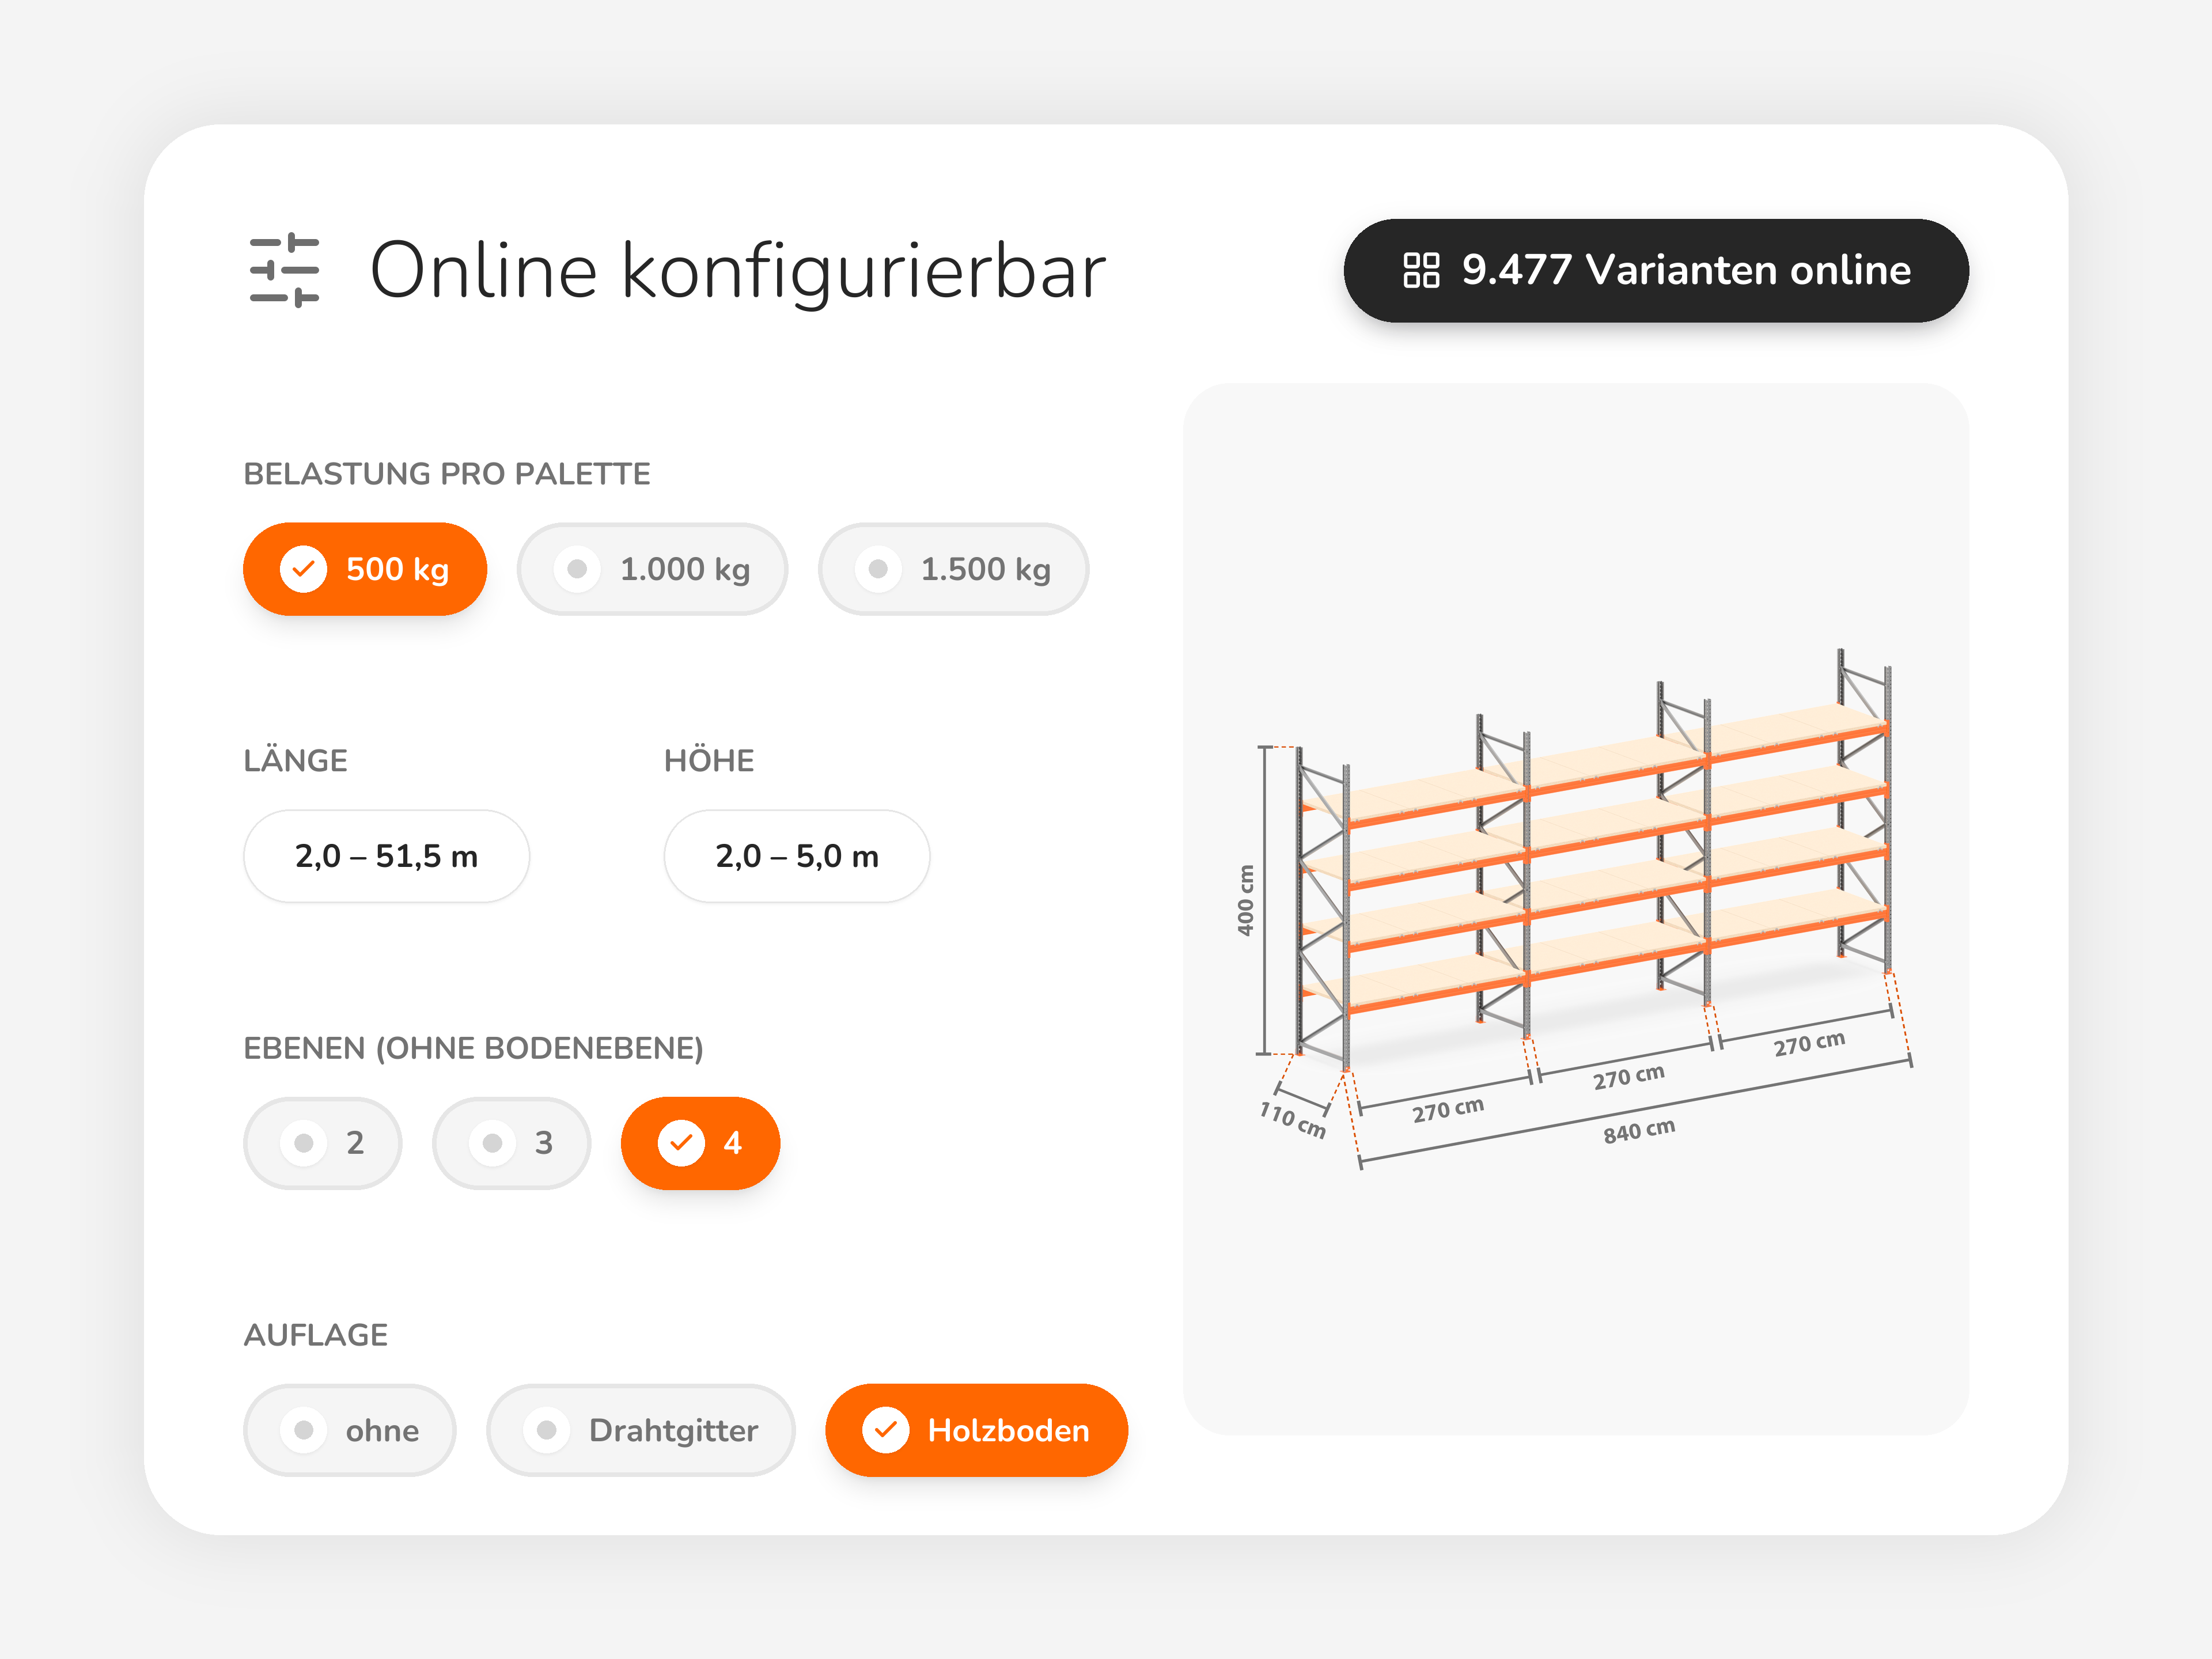 Online konfigurierbar
9.477 Varianten online
BELASTUNG PRO PALETTE
500 kg
1.000 kg
1.500 kg
LÄNGE
HÖHE
2,0 – 51,5 m
2,0 – 5,0 m
EBENEN (OHNE BODENEBENE)
2
3
4
AUFLAGE
ohne
Drahtgitter
Holzboden
400 cm
110 cm
270 cm
270 cm
270 cm
840 cm